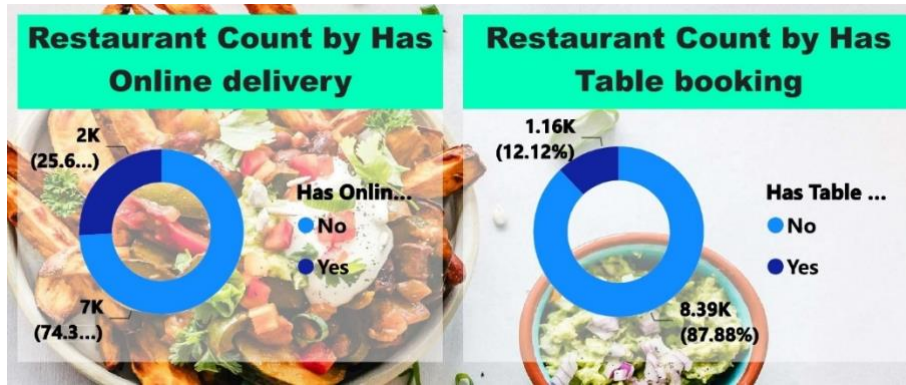 Restaurant Count by Has
Online delivery
2K
(25.6...)
Has Onlin...
No
Yes
7K
(74.3...)
Restaurant Count by Has
Table booking
1.16K
(12.12%)
Has Table ...
No
Yes
8.39K
(87.88%)